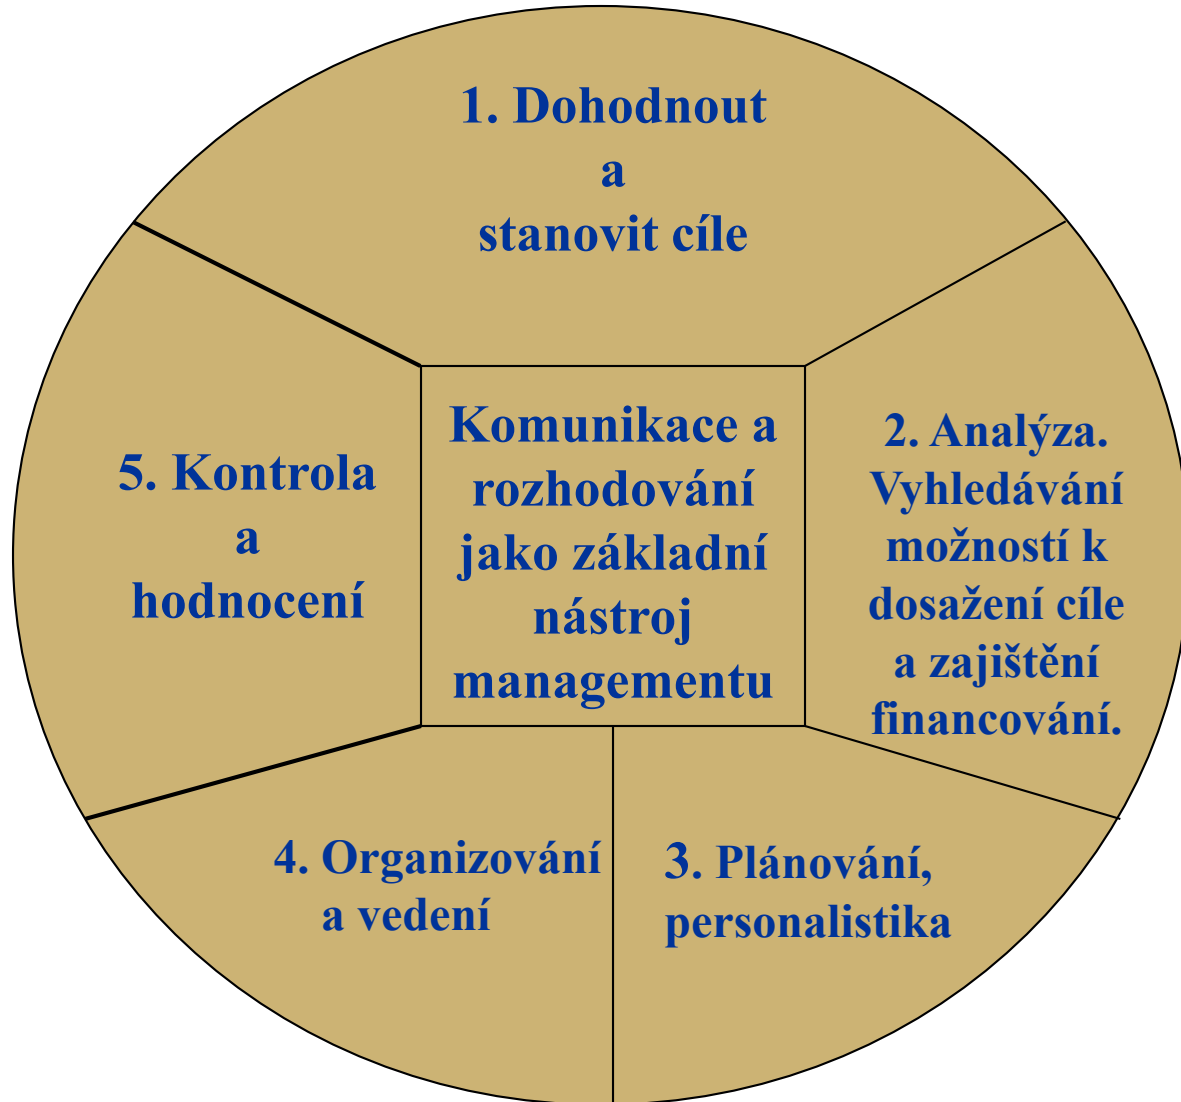 1. Dohodnout
a
stanovit cíle
2. Analýza.
Vyhledávání
možností k
dosažení cíle
a zajištění
financování.
3. Plánování,
personalistika
4. Organizování
a vedení
5. Kontrola
a
hodnocení
Komunikace a
rozhodování
jako základní
nástroj
managementu